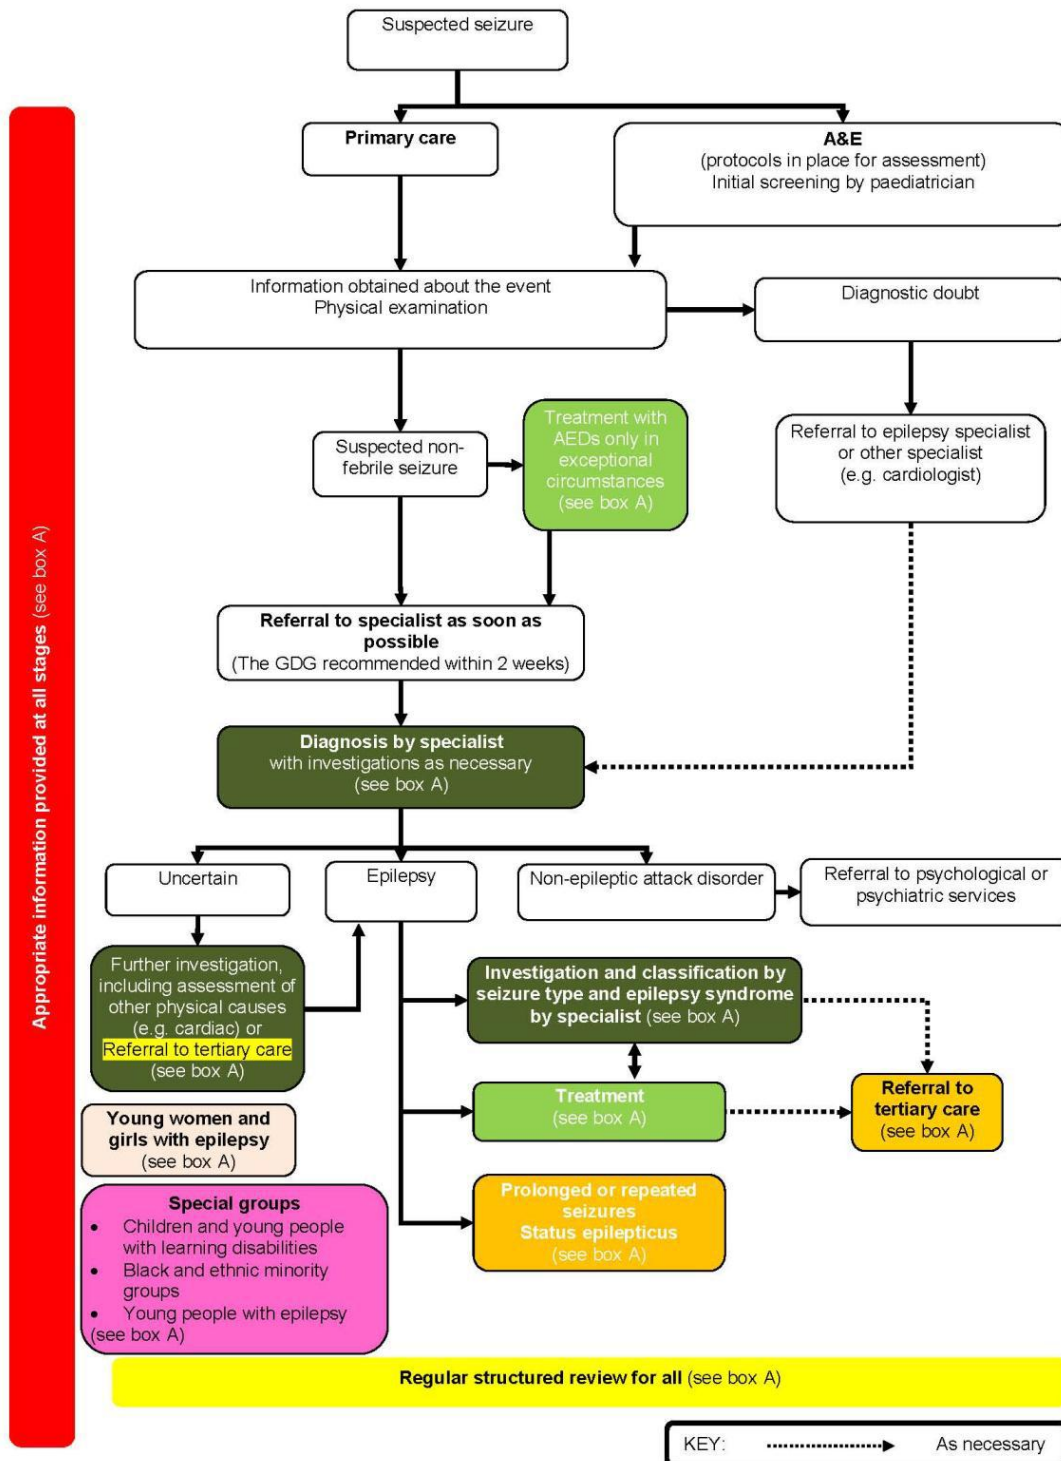 Suspected seizure
Primary care
A&E
(protocols in place for assessment)
Initial screening by paediatrician
Information obtained about the event
Physical examination
Diagnostic doubt
Suspected non-
febrile seizure
Treatment with
AEDs only in
exceptional
circumstances
(see box A)
Referral to epilepsy specialist
or other specialist
(e.g. cardiologist)
Referral to specialist as soon as
possible
(The GDG recommended within 2 weeks)
Diagnosis by specialist
with investigations as necessary
(see box A)
Uncertain
Epilepsy
Non-epileptic attack disorder
Referral to psychological or
psychiatric services
Further investigation,
including assessment of
other physical causes
(e.g. cardiac) or
Referral to tertiary care
(see box A)
Investigation and classification by
seizure type and epilepsy syndrome
by specialist (see box A)
Treatment
(see box A)
Referral to
tertiary care
(see box A)
Young women and
girls with epilepsy
(see box A)
Prolonged or repeated
seizures
Status epilepticus
(see box A)
Special groups
• Children and young people
with learning disabilities
• Black and ethnic minority
groups
• Young people with epilepsy
(see box A)
Regular structured review for all (see box A)
KEY: As necessary
Appropriate information provided at all stages (see box A)